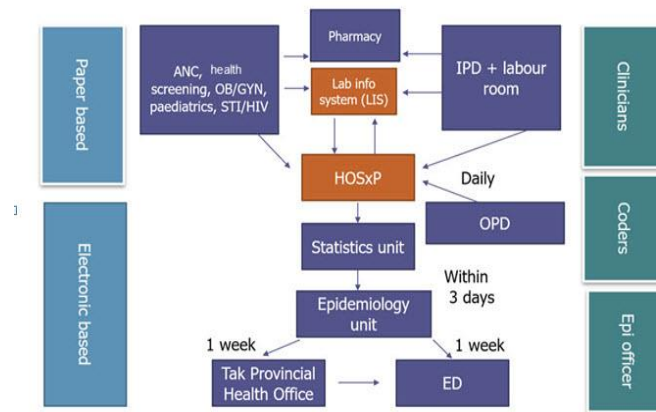 Paper based
Electronic based
ANC, health
screening, OB/GYN,
paediatrics, STI/HIV
Pharmacy
Lab info
system (LIS)
IPD + labour
room
HOSxP
Daily
OPD
Statistics unit
Within
3 days
Epidemiology
unit
1 week
1 week
Tak Provincial
Health Office
ED
Clinicians
Coders
Epi officer